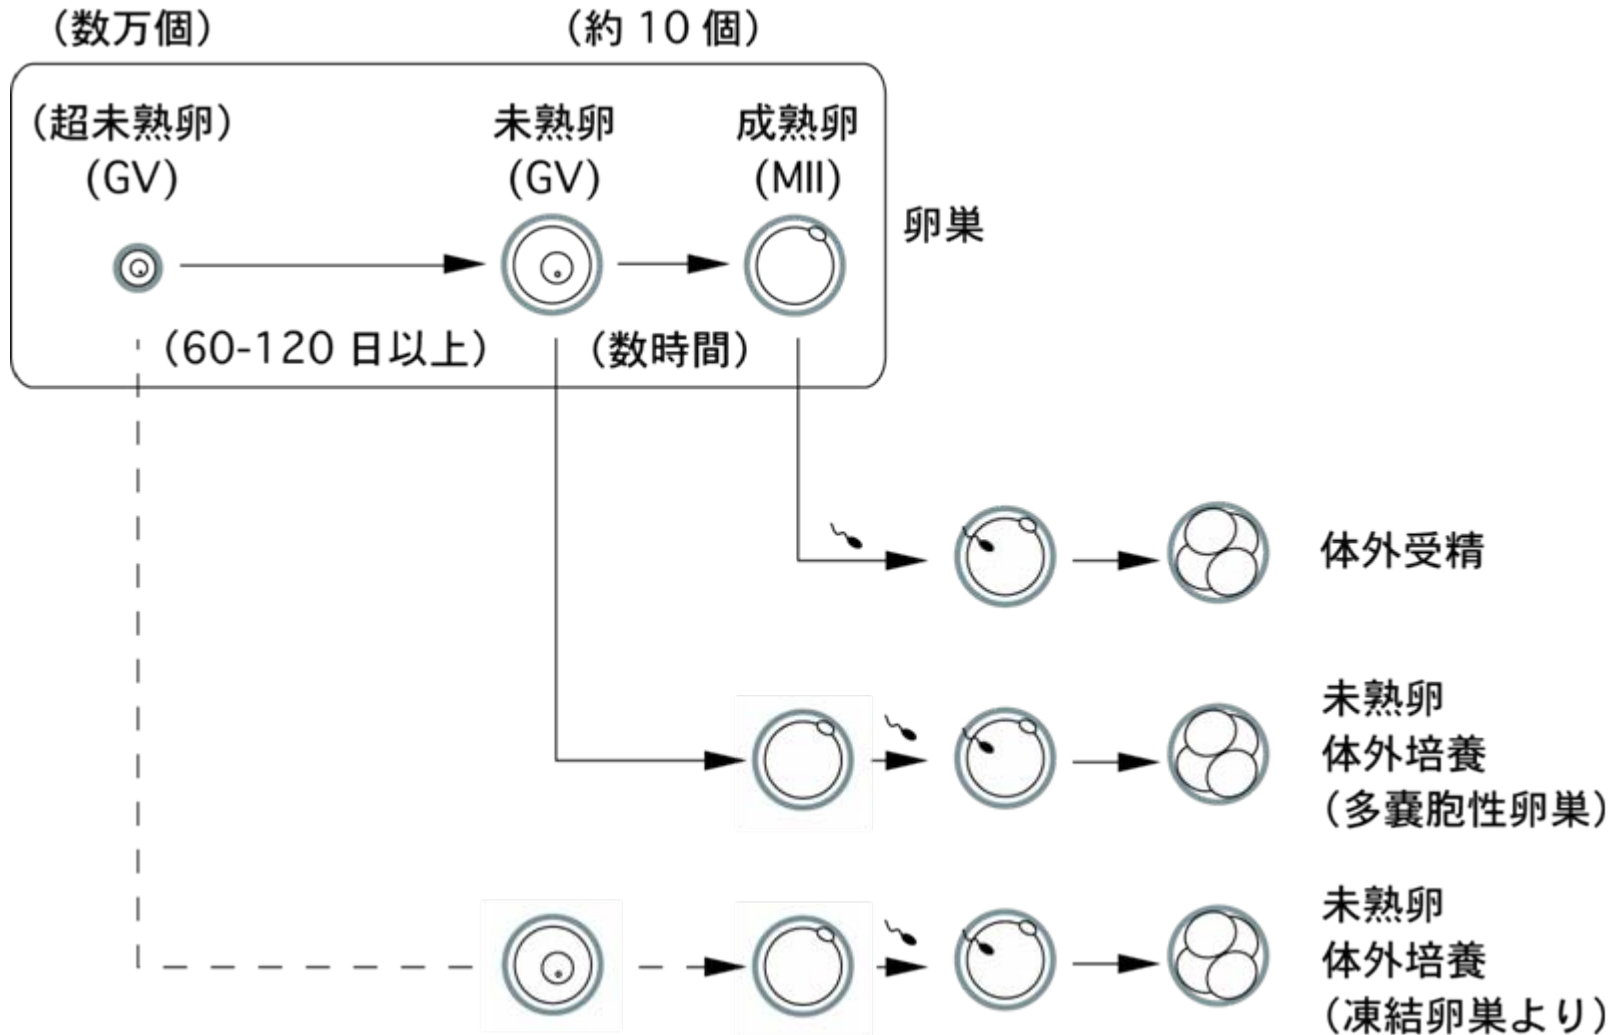 （数万個）
（約 10 個）
（超未熟卵）
(GV)
未熟卵
(GV)
成熟卵
(MII)
卵巣
（60-120 日以上）
（数時間）
体外受精
未熟卵
体外培養
（多嚢胞性卵巣）
未熟卵
体外培養
（凍結卵巣より）